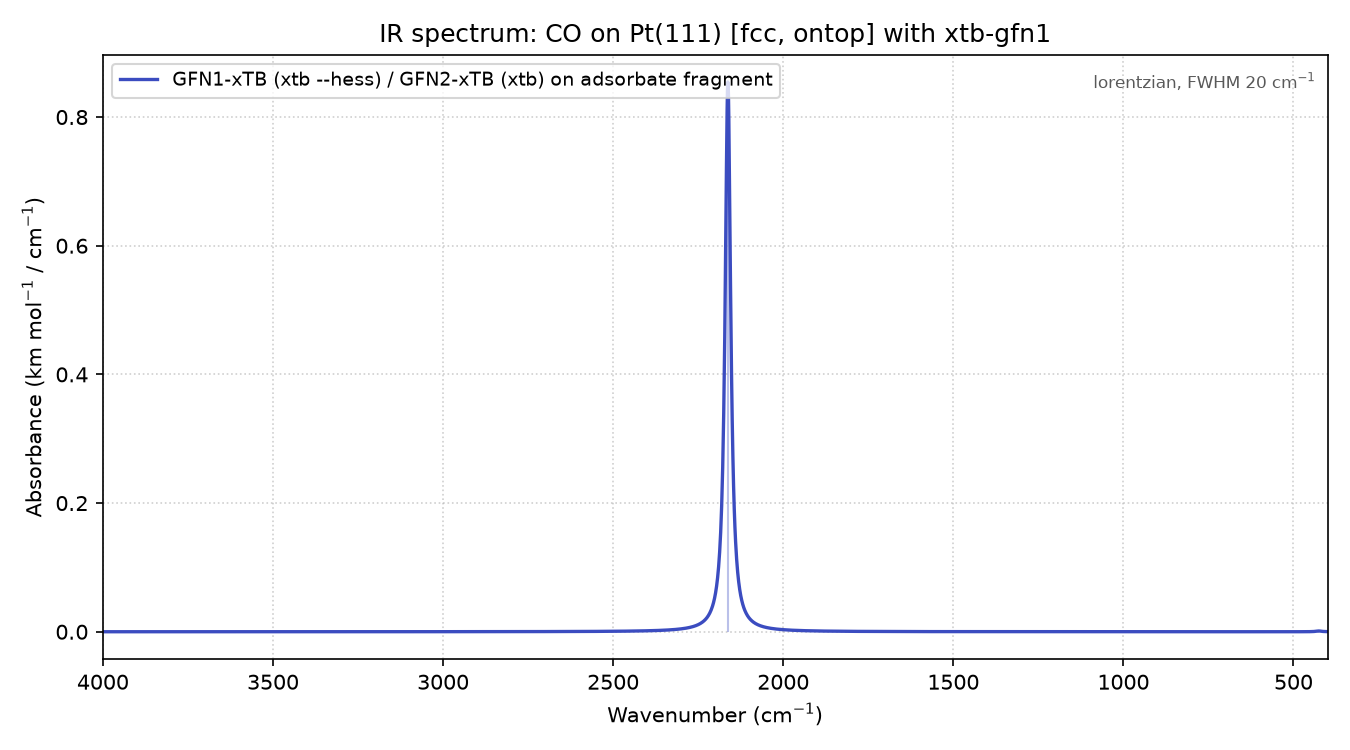 IR spectrum: CO on Pt(111) [fcc, ontop] with xtb-gfn1
GFN1-xTB (xtb --hess) / GFN2-xTB (xtb) on adsorbate fragment
lorentzian, FWHM 20 cm⁻¹
Absorbance (km mol⁻¹ / cm⁻¹)
0.8
0.6
0.4
0.2
0.0
4000 3500 3000 2500 2000 1500 1000 500
Wavenumber (cm⁻¹)